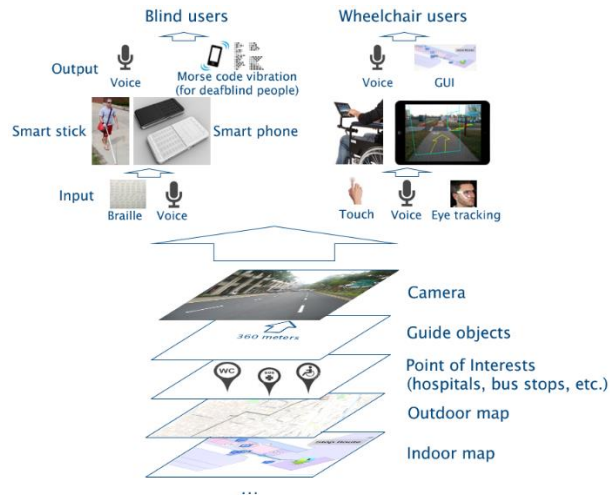 Blind users
Wheelchair users
Output
Voice
Morse code vibration
(for deafblind people)
Voice
GUI
Smart stick
Smart phone
Input
Braille
Voice
Touch
Voice
Eye tracking
Camera
360 meters
Guide objects
WC
Point of Interests
(hospitals, bus stops, etc.)
Outdoor map
Indoor map
...